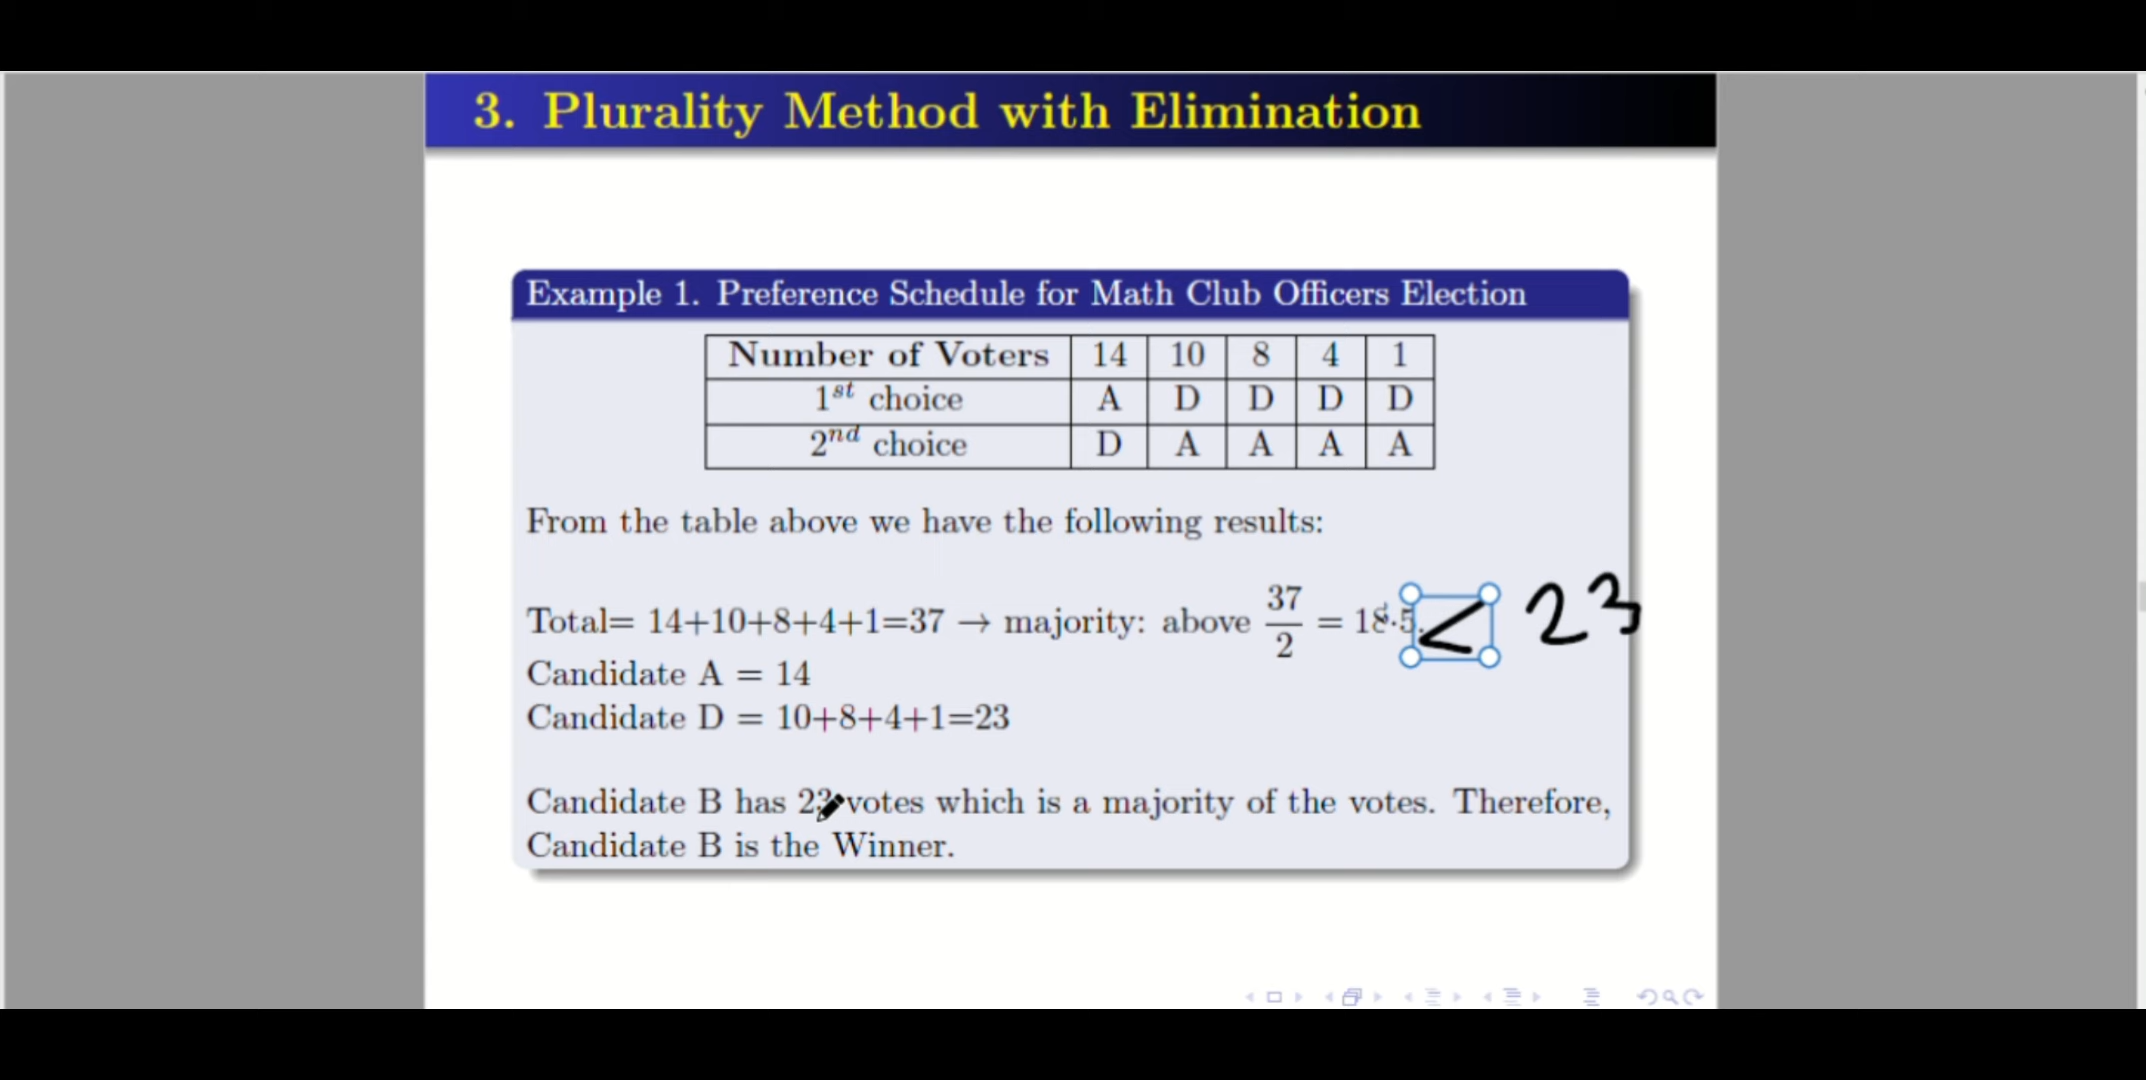 3. Plurality Method with Elimination
Example 1. Preference Schedule for Math Club Officers Election
Number of Voters 14 10 8 4 1
1st choice A D D D D
2nd choice D A A A A
From the table above we have the following results:
Total= 14+10+8+4+1=37 → majority: above 37/2 = 18.5. < 23
Candidate A = 14
Candidate D = 10+8+4+1=23
Candidate B has 23 votes which is a majority of the votes. Therefore,
Candidate B is the Winner.